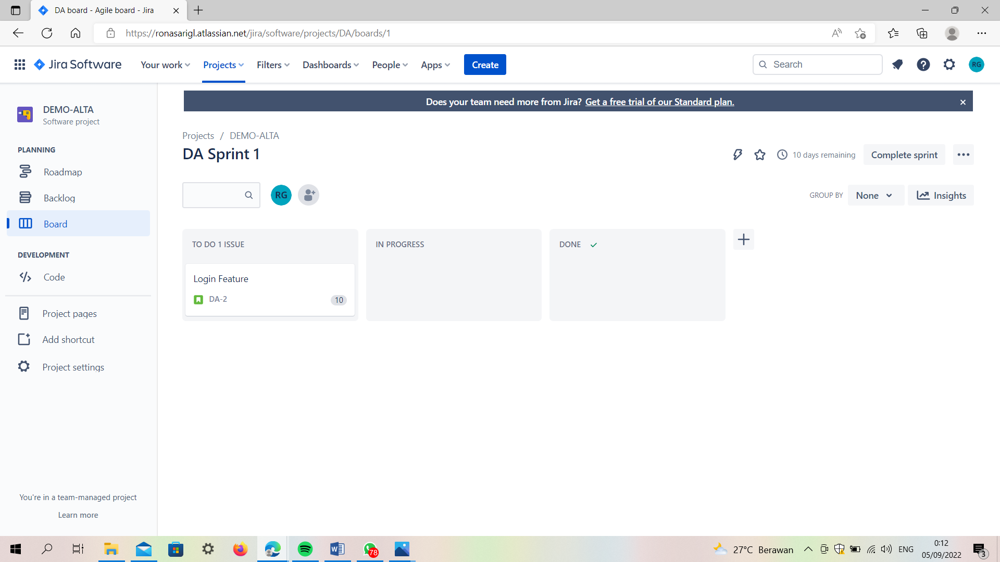 DA board - Agile board - Jira
https://ronasarigl.atlassian.net/jira/software/projects/DA/boards/1
Jira Software Your work Projects Filters Dashboards People Apps Create Search RG
Does your team need more from Jira? Get a free trial of our Standard plan.
DEMO-ALTA
Software project
PLANNING
Roadmap
Backlog
Board
DEVELOPMENT
Code
Project pages
Add shortcut
Project settings
You're in a team-managed project
Learn more
Projects / DEMO-ALTA
DA Sprint 1
10 days remaining Complete sprint
RG GROUP BY None Insights
TO DO 1 ISSUE IN PROGRESS DONE
Login Feature
DA-2 10
78 27°C Berawan ENG 0:12
05/09/2022 3